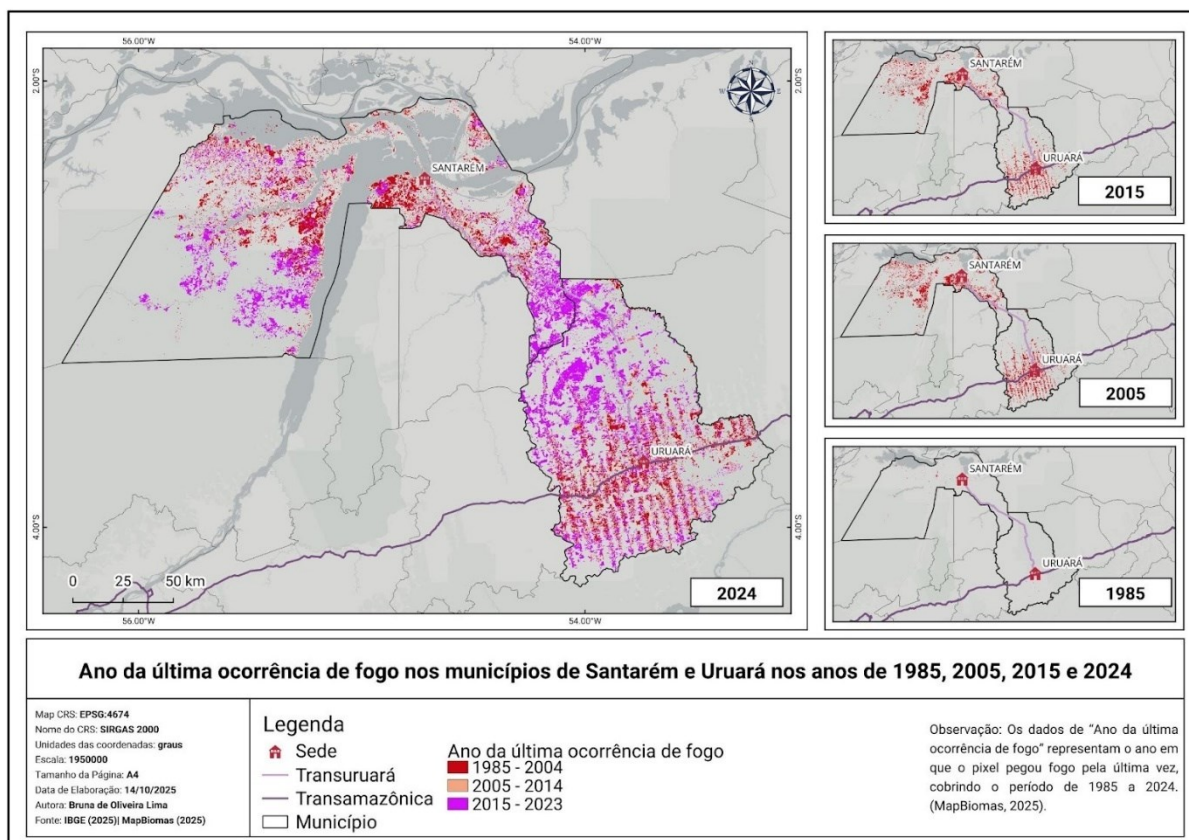 56.00°W
54.00°W
2.00°S
2.00°S
N
W
E
S
SANTARÉM
URUARÁ
4.00°S
4.00°S
0 25 50 km
2024
56.00°W
54.00°W
SANTARÉM
URUARÁ
2015
SANTARÉM
URUARÁ
2005
SANTARÉM
URUARÁ
1985
Ano da última ocorrência de fogo nos municípios de Santarém e Uruará nos anos de 1985, 2005, 2015 e 2024
Map CRS: EPSG:4674
Nome do CRS: SIRGAS 2000
Unidades das coordenadas: graus
Escala: 1950000
Tamanho da Página: A4
Data de Elaboração: 14/10/2025
Autora: Bruna de Oliveira Lima
Fonte: IBGE (2025)| MapBiomas (2025)
Legenda
Sede
Transuruará
Transamazônica
Município
Ano da última ocorrência de fogo
1985 - 2004
2005 - 2014
2015 - 2023
Observação: Os dados de “Ano da última
ocorrência de fogo” representam o ano em
que o pixel pegou fogo pela última vez,
cobrindo o período de 1985 a 2024.
(MapBiomas, 2025).